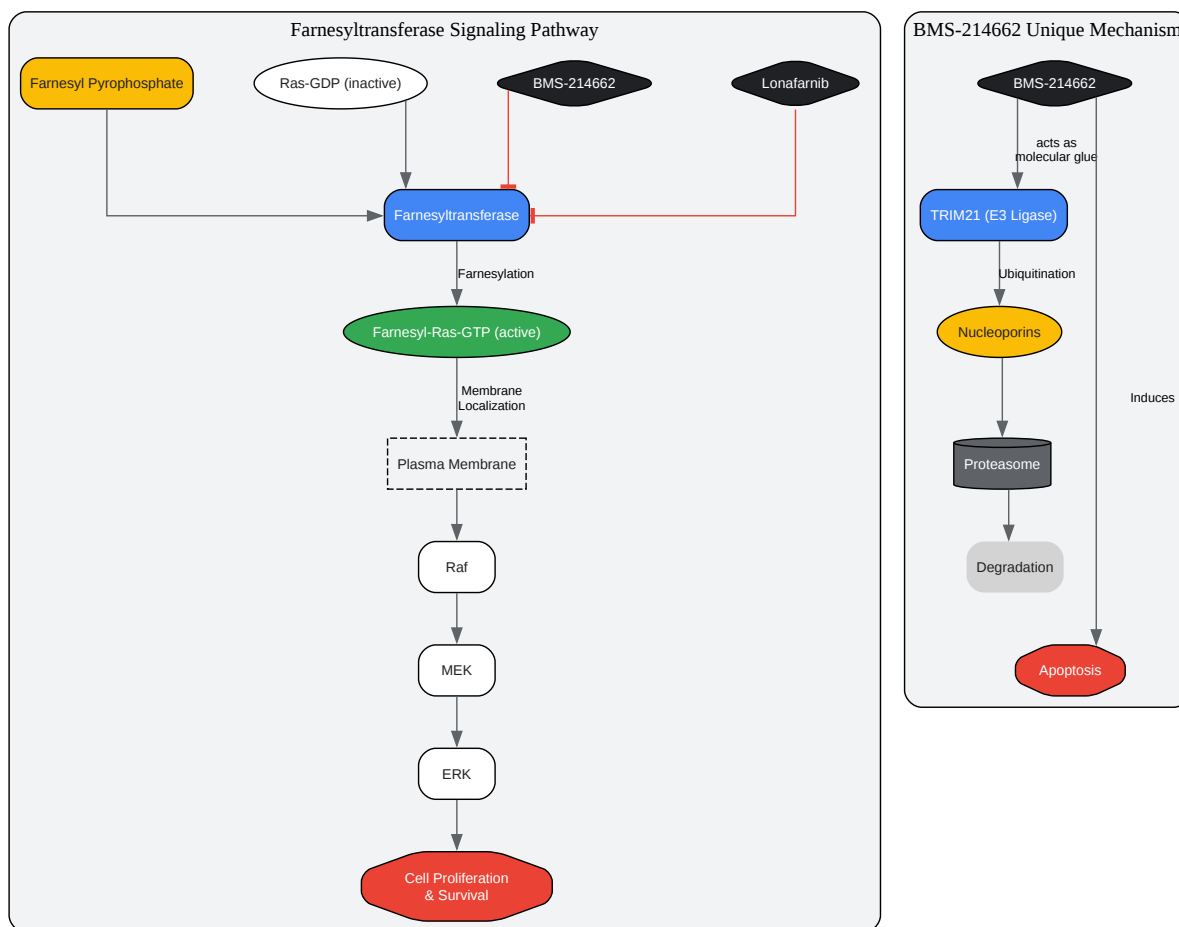 Farnesyltransferase Signaling Pathway
Farnesyl Pyrophosphate
Ras-GDP (inactive)
BMS-214662
Lonafarnib
Farnesyltransferase
Farnesylation
Farnesyl-Ras-GTP (active)
Membrane
Localization
Plasma Membrane
Raf
MEK
ERK
Cell Proliferation
& Survival
BMS-214662 Unique Mechanism
BMS-214662
acts as
molecular glue
TRIM21 (E3 Ligase)
Ubiquitination
Nucleoporins
Induces
Proteasome
Degradation
Apoptosis